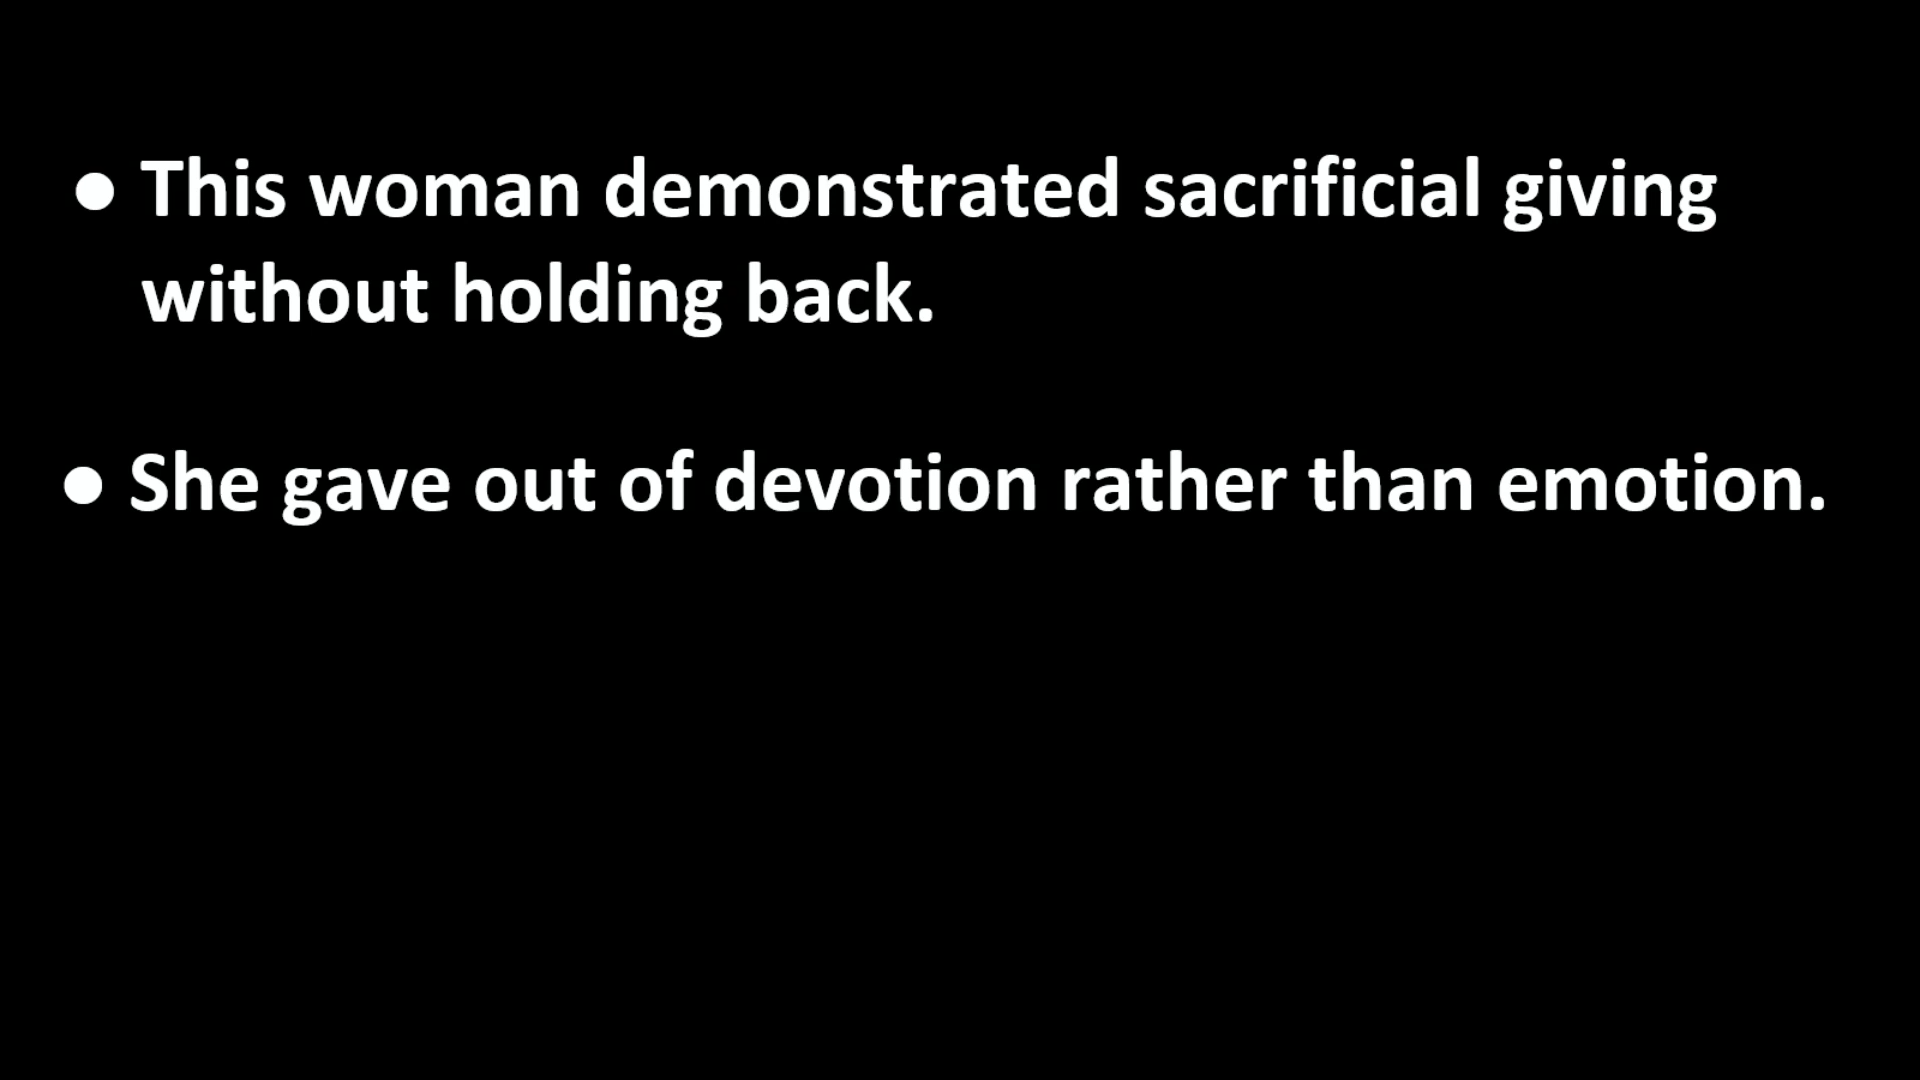 ● This woman demonstrated sacrificial giving
without holding back.
● She gave out of devotion rather than emotion.